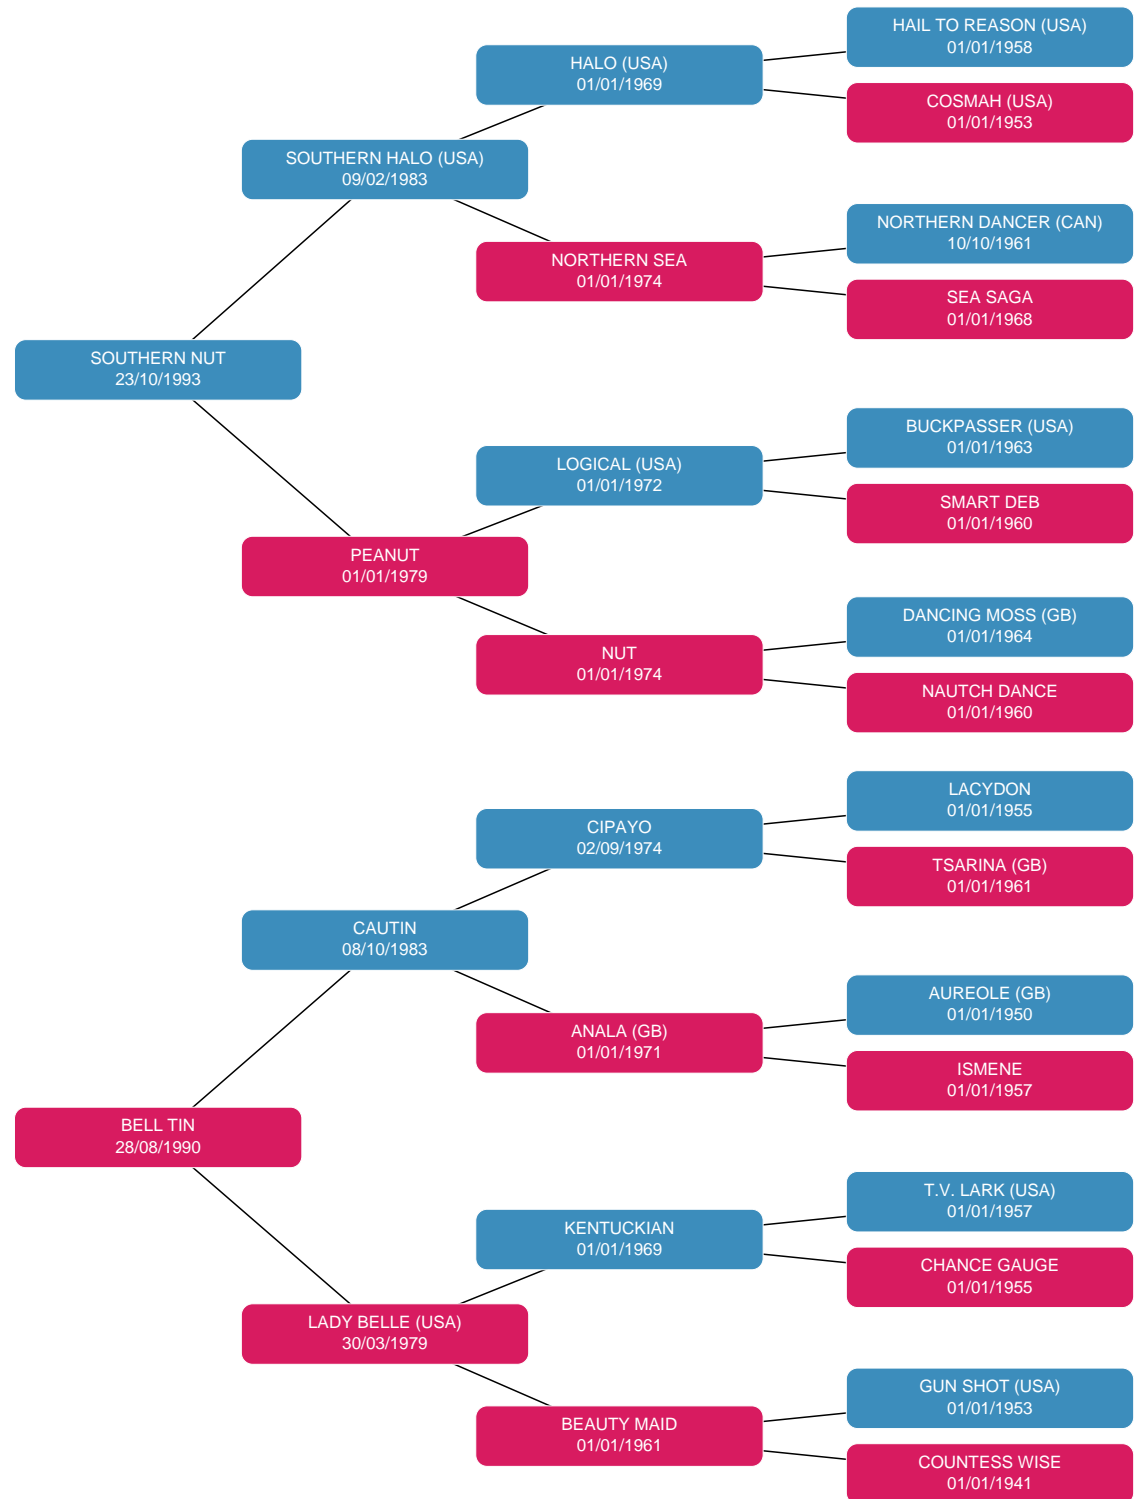 HAIL TO REASON (USA)
01/01/1958
HALO (USA)
01/01/1969
COSMAH (USA)
01/01/1953
SOUTHERN HALO (USA)
09/02/1983
NORTHERN DANCER (CAN)
10/10/1961
NORTHERN SEA
01/01/1974
SEA SAGA
01/01/1968
SOUTHERN NUT
23/10/1993
BUCKPASSER (USA)
01/01/1963
LOGICAL (USA)
01/01/1972
SMART DEB
01/01/1960
PEANUT
01/01/1979
DANCING MOSS (GB)
01/01/1964
NUT
01/01/1974
NAUTCH DANCE
01/01/1960
LACYDON
01/01/1955
CIPAYO
02/09/1974
TSARINA (GB)
01/01/1961
CAUTIN
08/10/1983
AUREOLE (GB)
01/01/1950
ANALA (GB)
01/01/1971
ISMENE
01/01/1957
BELL TIN
28/08/1990
T.V. LARK (USA)
01/01/1957
KENTUCKIAN
01/01/1969
CHANCE GAUGE
01/01/1955
LADY BELLE (USA)
30/03/1979
GUN SHOT (USA)
01/01/1953
BEAUTY MAID
01/01/1961
COUNTESS WISE
01/01/1941